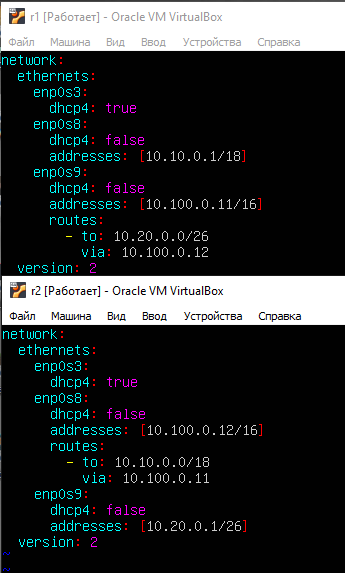 r1 [Работает] - Oracle VM VirtualBox
Файл Машина Вид Ввод Устройства Справка
network:
  ethernets:
    enp0s3:
      dhcp4: true
    enp0s8:
      dhcp4: false
      addresses: [10.10.0.1/18]
    enp0s9:
      dhcp4: false
      addresses: [10.100.0.11/16]
      routes:
        - to: 10.20.0.0/26
          via: 10.100.0.12
  version: 2
r2 [Работает] - Oracle VM VirtualBox
Файл Машина Вид Ввод Устройства Справка
network:
  ethernets:
    enp0s3:
      dhcp4: true
    enp0s8:
      dhcp4: false
      addresses: [10.100.0.12/16]
      routes:
        - to: 10.10.0.0/18
          via: 10.100.0.11
    enp0s9:
      dhcp4: false
      addresses: [10.20.0.1/26]
  version: 2
~
~